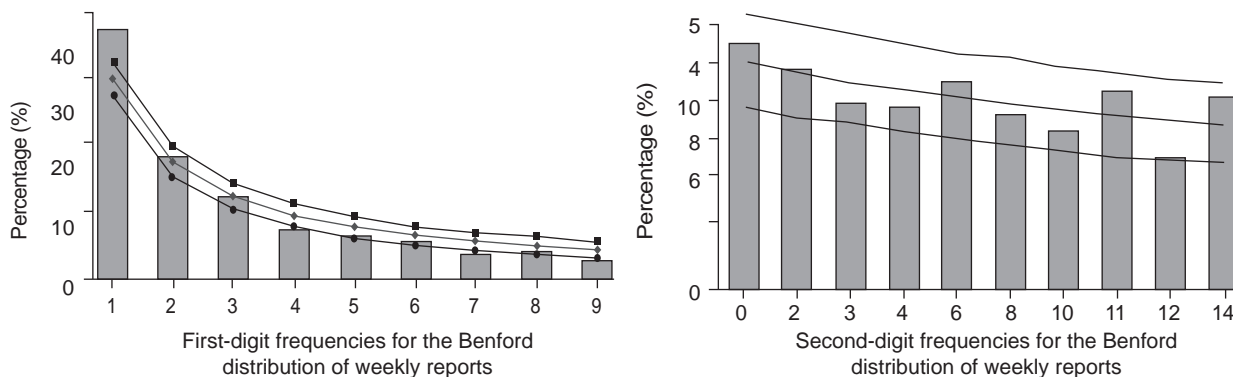 40
30
20
10
0
Percentage (%)
1 2 3 4 5 6 7 8 9
First-digit frequencies for the Benford
distribution of weekly reports
5
4
10
8
6
0
Percentage (%)
0 2 3 4 6 8 10 11 12 14
Second-digit frequencies for the Benford
distribution of weekly reports